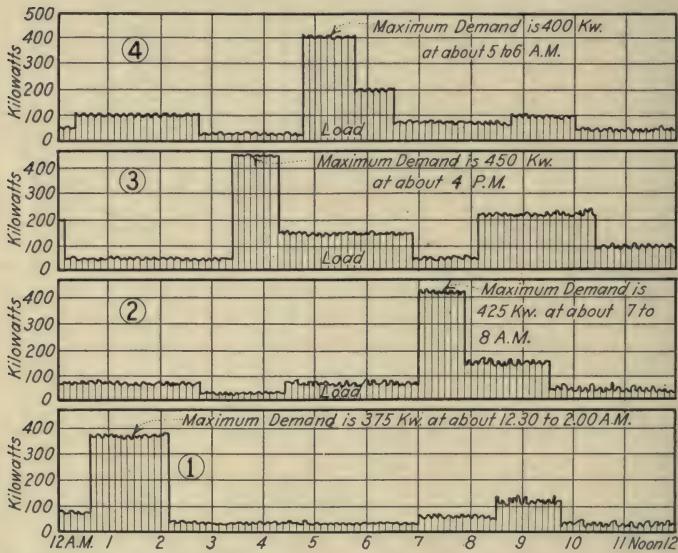 500
400
300
200
100
0
Kilowatts
④
Maximum Demand is 400 Kw.
at about 5 to 6 A.M.
Load
400
300
200
100
0
Kilowatts
③
Maximum Demand is 450 Kw.
at about 4 P.M.
Load
400
300
200
100
0
Kilowatts
②
Maximum Demand is
425 Kw. at about 7 to
8 A.M.
Load
400
300
200
100
0
Kilowatts
Maximum Demand is 375 Kw. at about 12.30 to 2.00 A.M.
①
12 A.M. 1 2 3 4 5 6 7 8 9 10 11 Noon 12